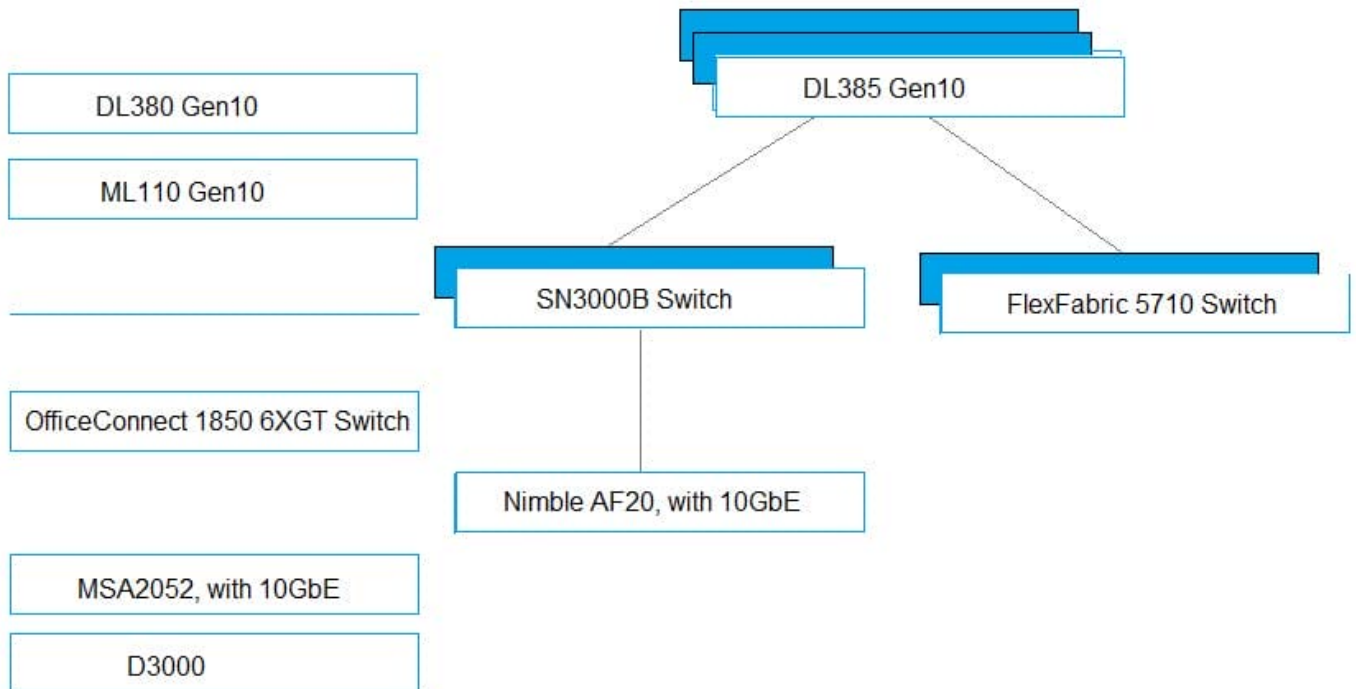 DL380 Gen10
ML110 Gen10
OfficeConnect 1850 6XGT Switch
MSA2052, with 10GbE
D3000
DL385 Gen10
SN3000B Switch
FlexFabric 5710 Switch
Nimble AF20, with 10GbE